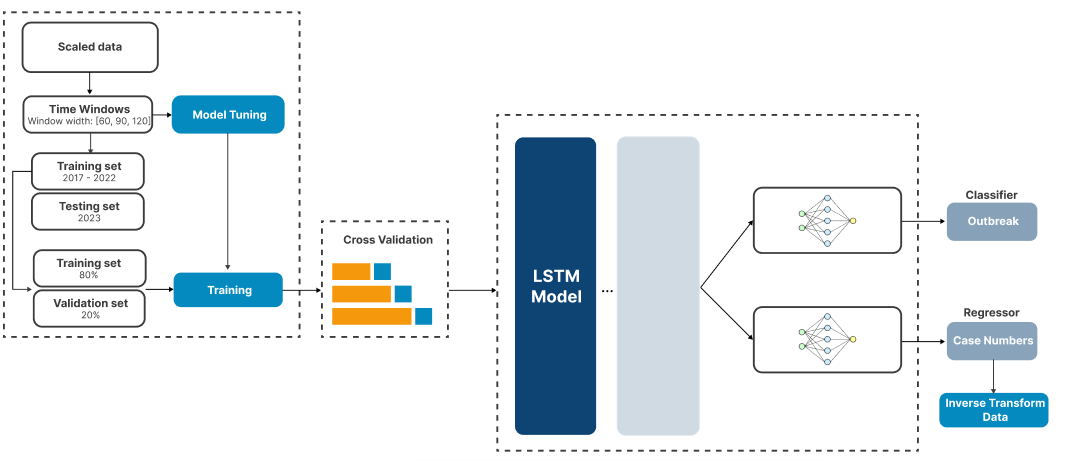 Scaled data
Time Windows
Window width: [60, 90, 120]
Model Tuning
Training set
2017 - 2022
Testing set
2023
Training set
80%
Validation set
20%
Training
Cross Validation
LSTM
Model
...
Classifier
Outbreak
Regressor
Case Numbers
Inverse Transform
Data